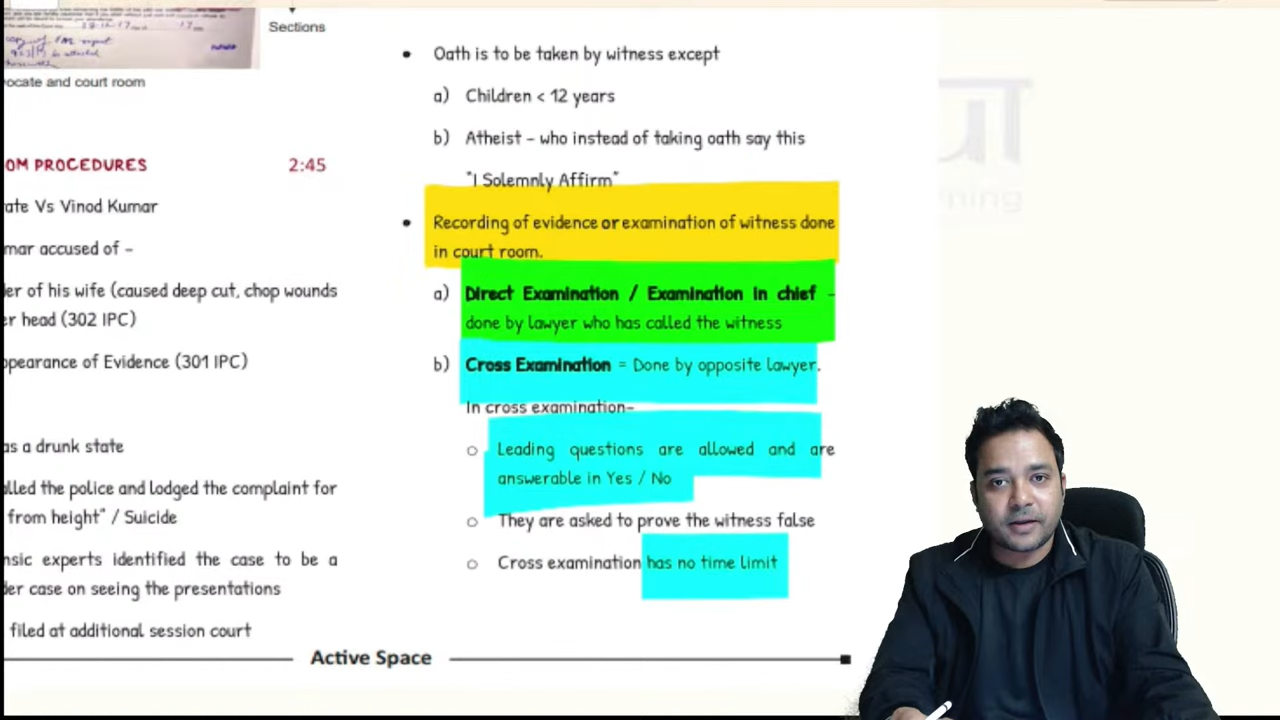 Sections
ocate and court room
OM PROCEDURES 2:45
ate Vs Vinod Kumar
mar accused of –
er of his wife (caused deep cut, chop wounds
er head (302 IPC)
ppearance of Evidence (301 IPC)
as a drunk state
lled the police and lodged the complaint for
from height" / Suicide
nsic experts identified the case to be a
der case on seeing the presentations
filed at additional session court
• Oath is to be taken by witness except
a) Children < 12 years
b) Atheist – who instead of taking oath say this
"I Solemnly Affirm"
• Recording of evidence or examination of witness done
in court room.
a) Direct Examination / Examination in chief –
done by lawyer who has called the witness
b) Cross Examination = Done by opposite lawyer.
In cross examination–
○ Leading questions are allowed and are
answerable in Yes / No
○ They are asked to prove the witness false
○ Cross examination has no time limit
Active Space
ning